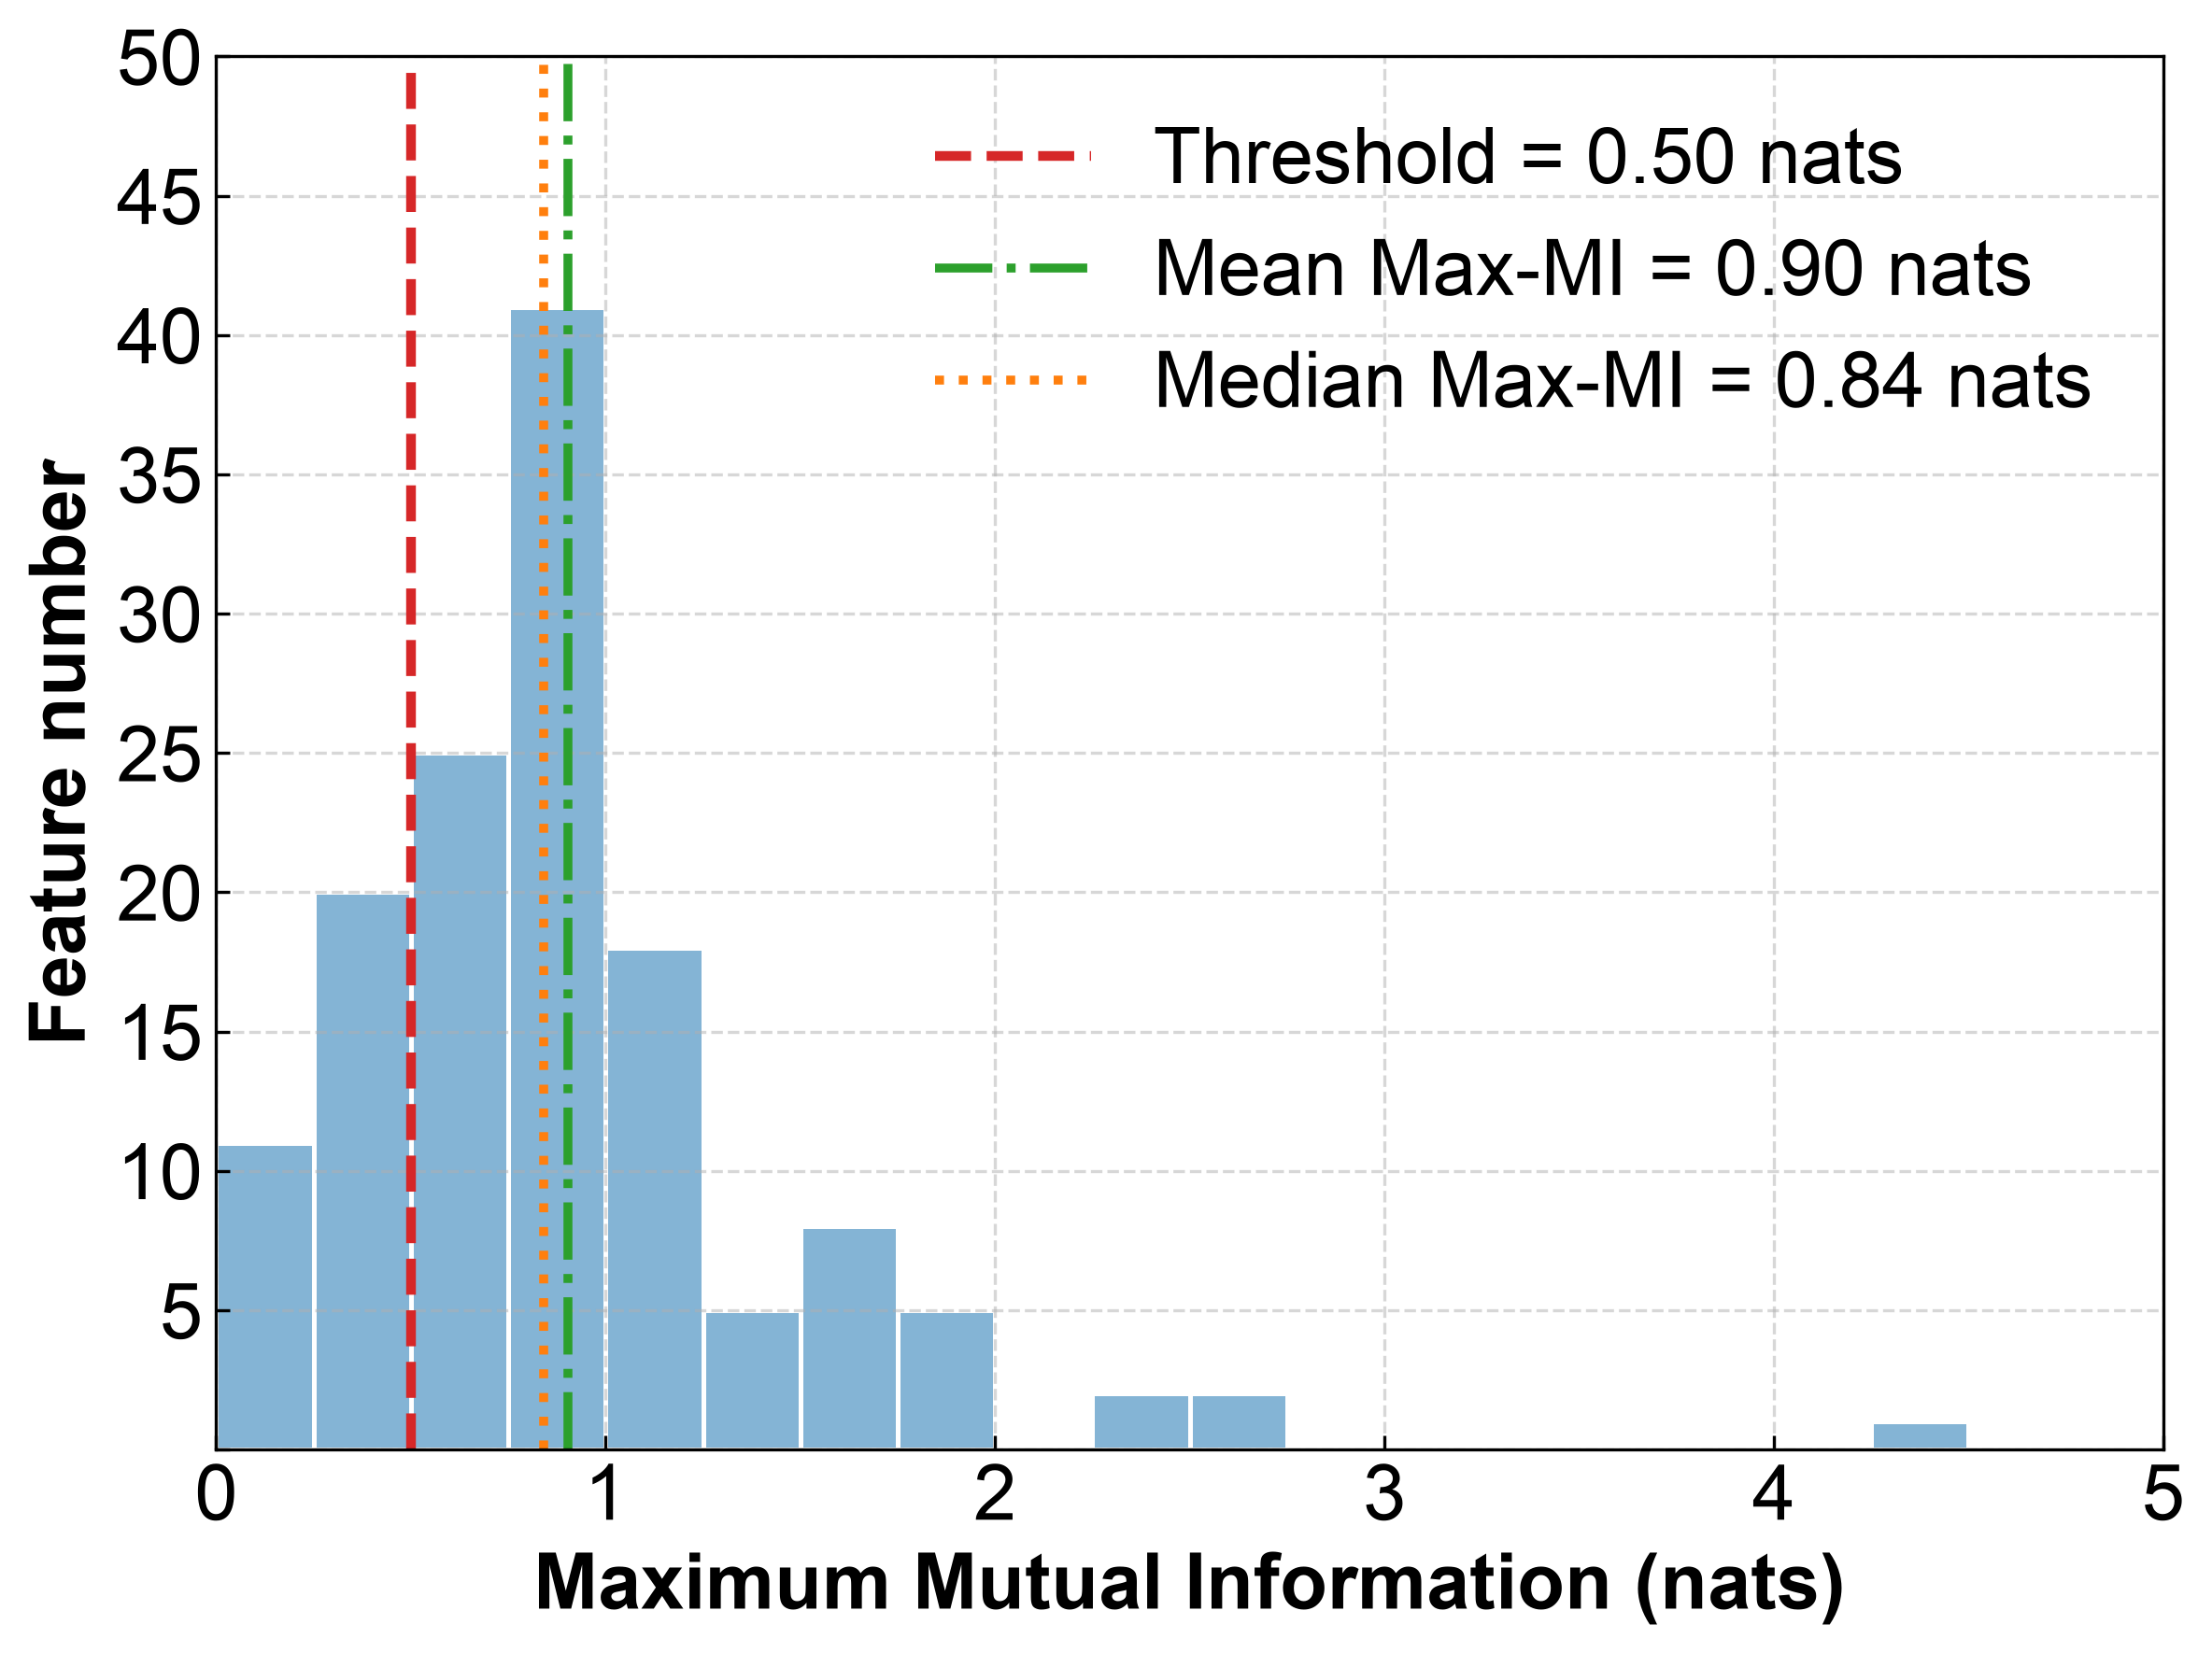 50
45
40
35
30
25
20
15
10
5
Feature number
Threshold = 0.50 nats
Mean Max-MI = 0.90 nats
Median Max-MI = 0.84 nats
0 1 2 3 4 5
Maximum Mutual Information (nats)